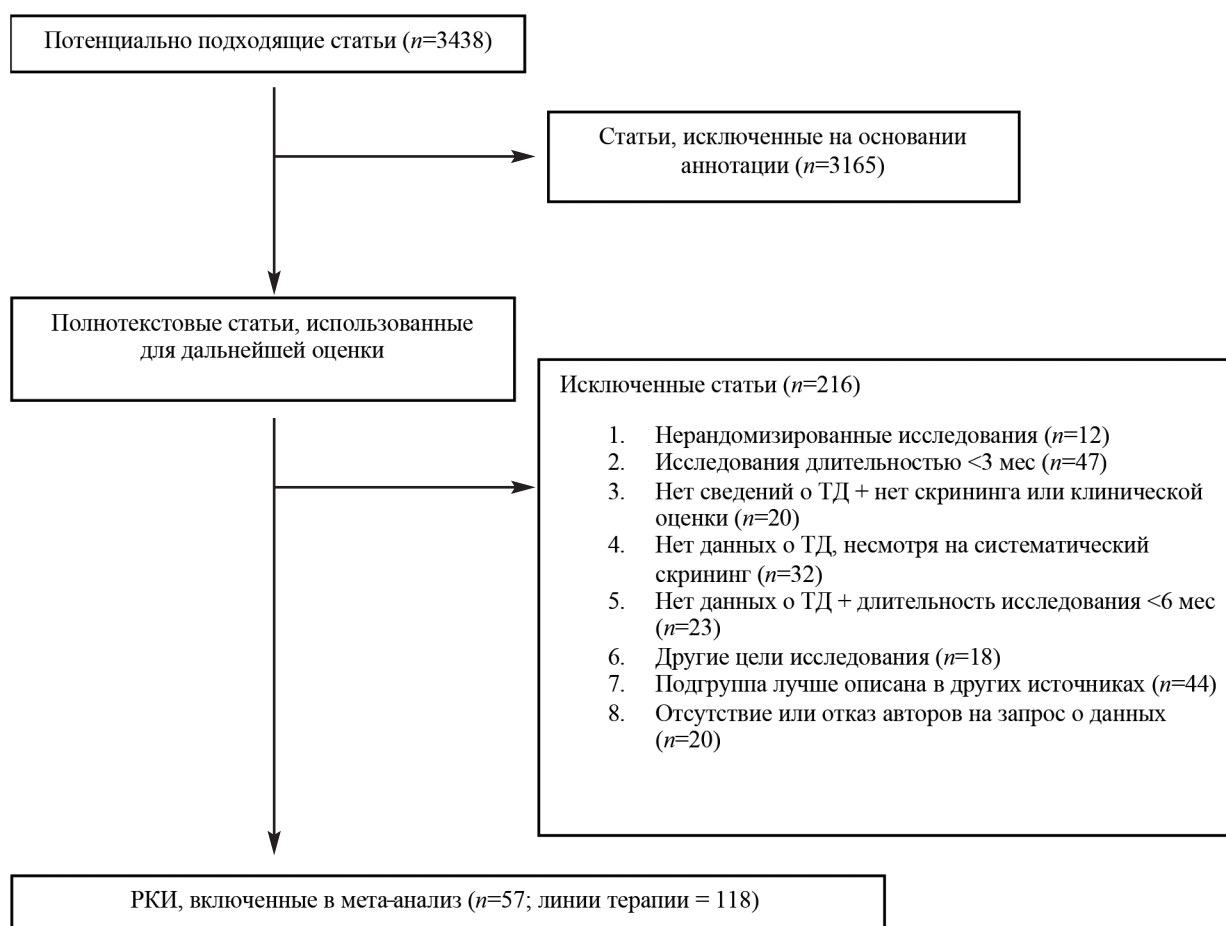 Потенциально подходящие статьи (n=3438)
Статьи, исключенные на основании
аннотации (n=3165)
Полнотекстовые статьи, использованные
для дальнейшей оценки
Исключенные статьи (n=216)
1. Нерандомизированные исследования (n=12)
2. Исследования длительностью <3 мес (n=47)
3. Нет сведений о ТД + нет скрининга или клинической
оценки (n=20)
4. Нет данных о ТД, несмотря на систематический
скрининг (n=32)
5. Нет данных о ТД + длительность исследования <6 мес
(n=23)
6. Другие цели исследования (n=18)
7. Подгруппа лучше описана в других источниках (n=44)
8. Отсутствие или отказ авторов на запрос о данных
(n=20)
РКИ, включенные в мета-анализ (n=57; линии терапии = 118)